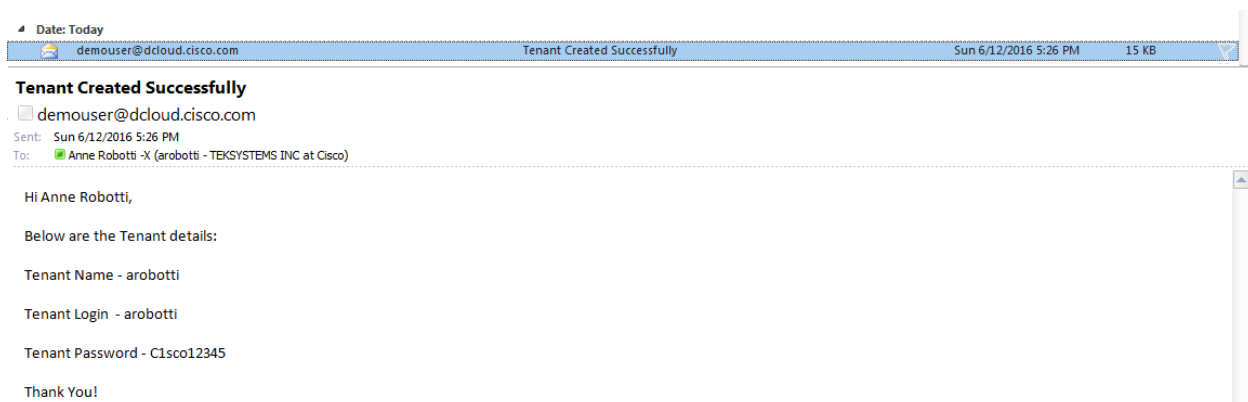 Date: Today
demouser@dcloud.cisco.com Tenant Created Successfully Sun 6/12/2016 5:26 PM 15 KB
Tenant Created Successfully
demouser@dcloud.cisco.com
Sent: Sun 6/12/2016 5:26 PM
To: Anne Robotti -X (arobotti - TEKSYSTEMS INC at Cisco)
Hi Anne Robotti,
Below are the Tenant details:
Tenant Name - arobotti
Tenant Login - arobotti
Tenant Password - C1sco12345
Thank You!